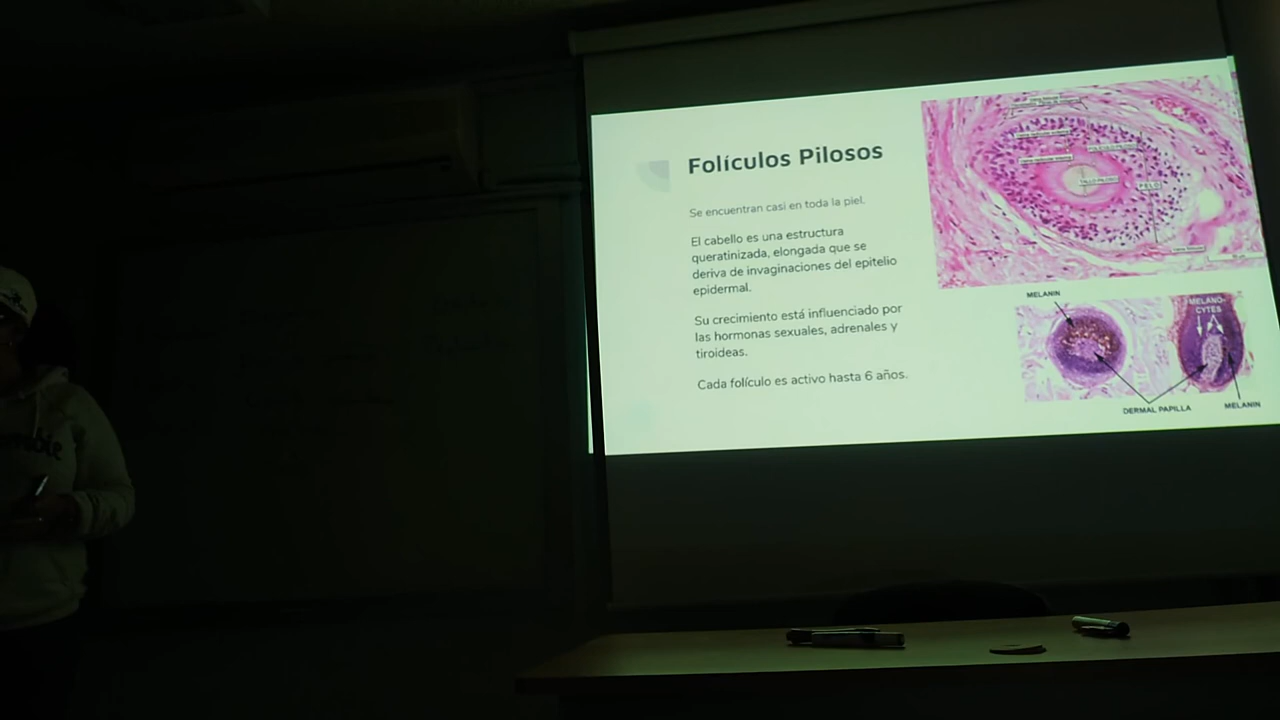 Folículos Pilosos
Se encuentran casi en toda la piel.
El cabello es una estructura
queratinizada, elongada que se
deriva de invaginaciones del epitelio
epidermal.
Su crecimiento está influenciado por
las hormonas sexuales, adrenales y
tiroideas.
Cada folículo es activo hasta 6 años.
TALLO PILOSO
PELO
MELANIN
MELANO-
CYTES
DERMAL PAPILLA
MELANIN